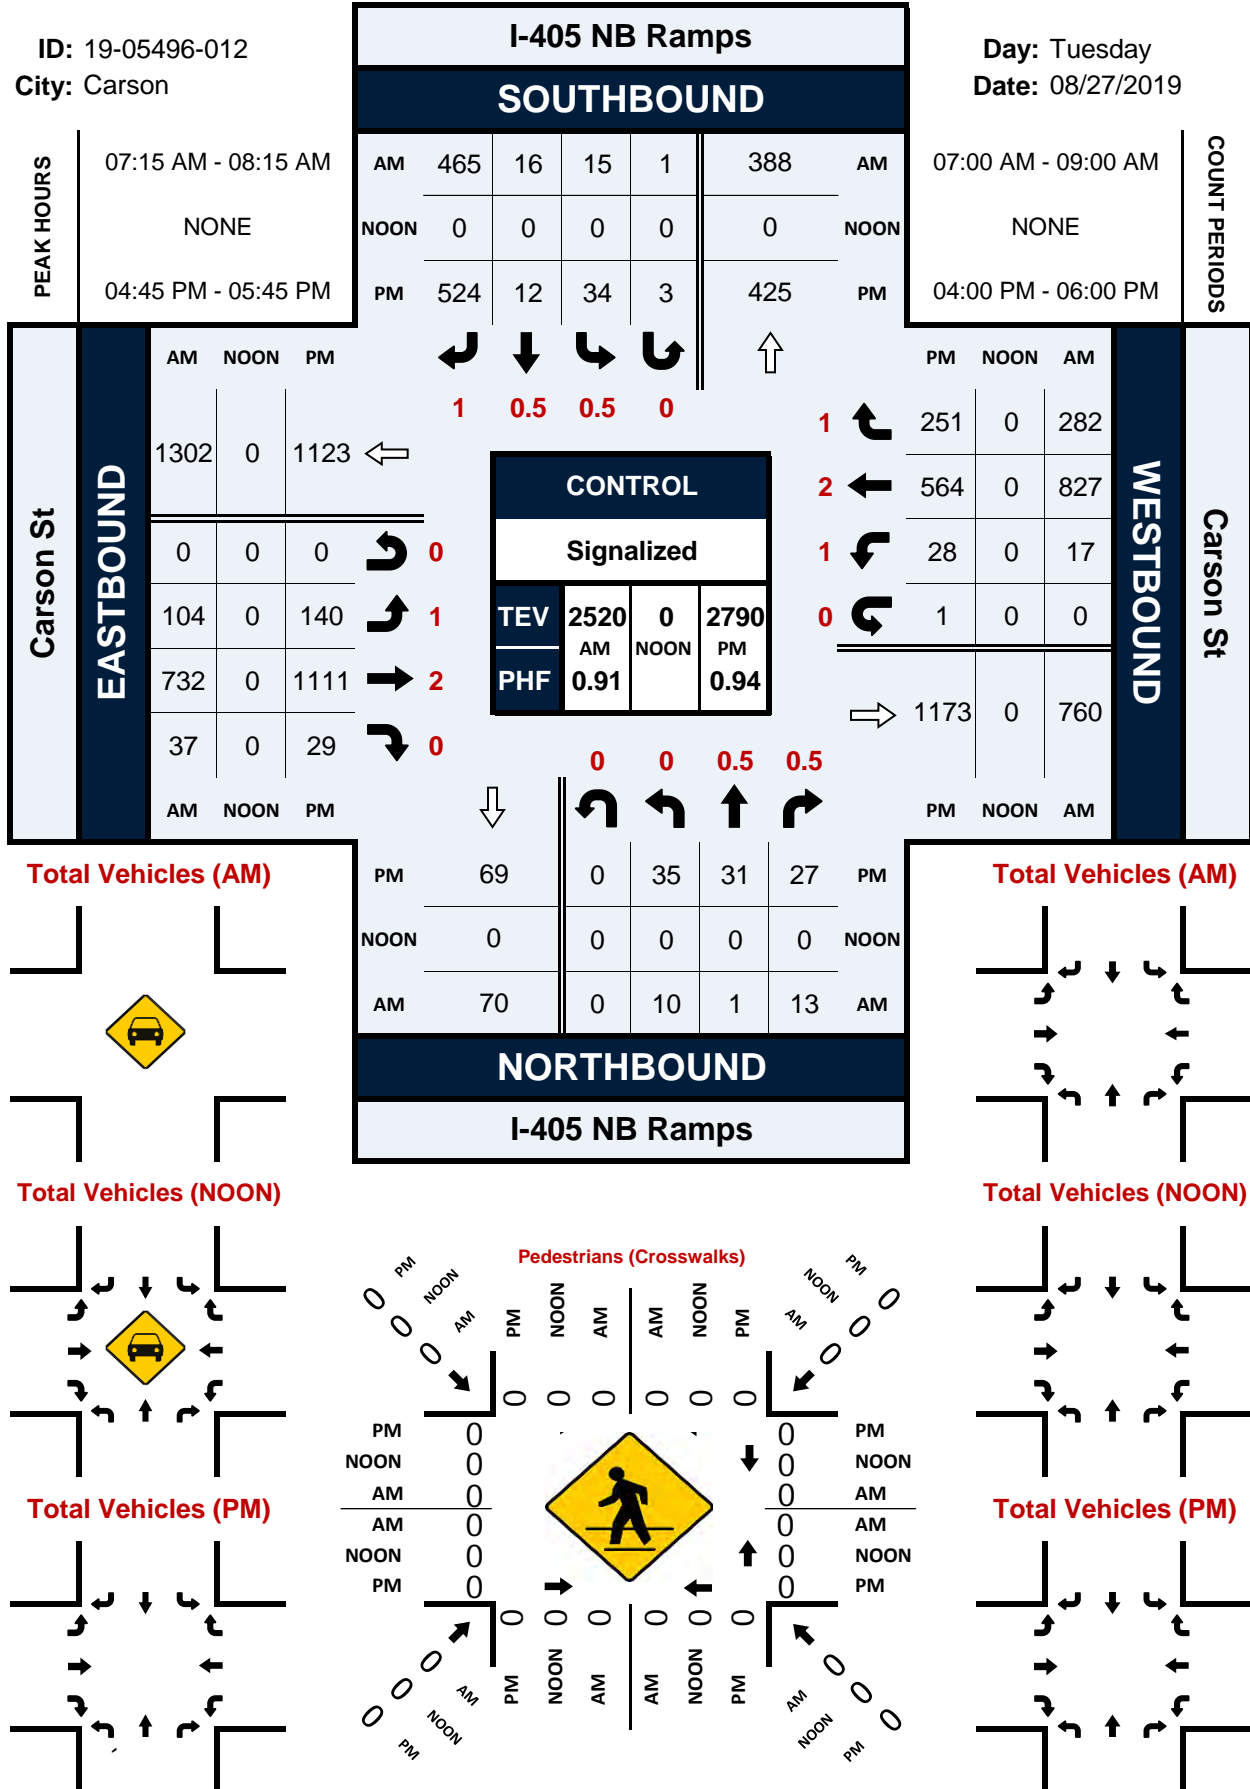 I-405 NB Ramps
ID: 19-05496-012
Day: Tuesday
City: Carson
SOUTHBOUND
Date: 08/27/2019
PEAK HOURS
07:15 AM - 08:15 AM
AM 465 16 15 1 388 AM
07:00 AM - 09:00 AM
COUNT PERIODS
NONE
NOON 0 0 0 0 0 NOON
NONE
04:45 PM - 05:45 PM
PM 524 12 34 3 425 PM
04:00 PM - 06:00 PM
AM NOON PM
PM NOON AM
1 0.5 0.5 0
Carson St
EASTBOUND
1302 0 1123
0 0 0 0
104 0 140 1
732 0 1111 2
37 0 29 0
AM NOON PM
CONTROL
Signalized
TEV 2520 0 2790
AM NOON PM
PHF 0.91 0.94
1 251 0 282
2 564 0 827
1 28 0 17
0 1 0 0
1173 0 760
PM NOON AM
WESTBOUND
Carson St
0 0 0.5 0.5
PM 69 0 35 31 27 PM
NOON 0 0 0 0 0 NOON
AM 70 0 10 1 13 AM
NORTHBOUND
I-405 NB Ramps
Total Vehicles (AM)
Total Vehicles (AM)
Total Vehicles (NOON)
Total Vehicles (NOON)
Pedestrians (Crosswalks)
PM NOON AM
0 0 0
PM NOON AM AM NOON PM
0 0 0 0 0 0
PM NOON AM
0 0 0
PM 0 0 PM
NOON 0 0 NOON
AM 0 0 AM
AM 0 0 AM
NOON 0 0 NOON
PM 0 0 PM
0 0 0 0 0 0
PM NOON AM AM NOON PM
0 0 0
AM NOON PM
0 0 0
AM NOON PM
Total Vehicles (PM)
Total Vehicles (PM)